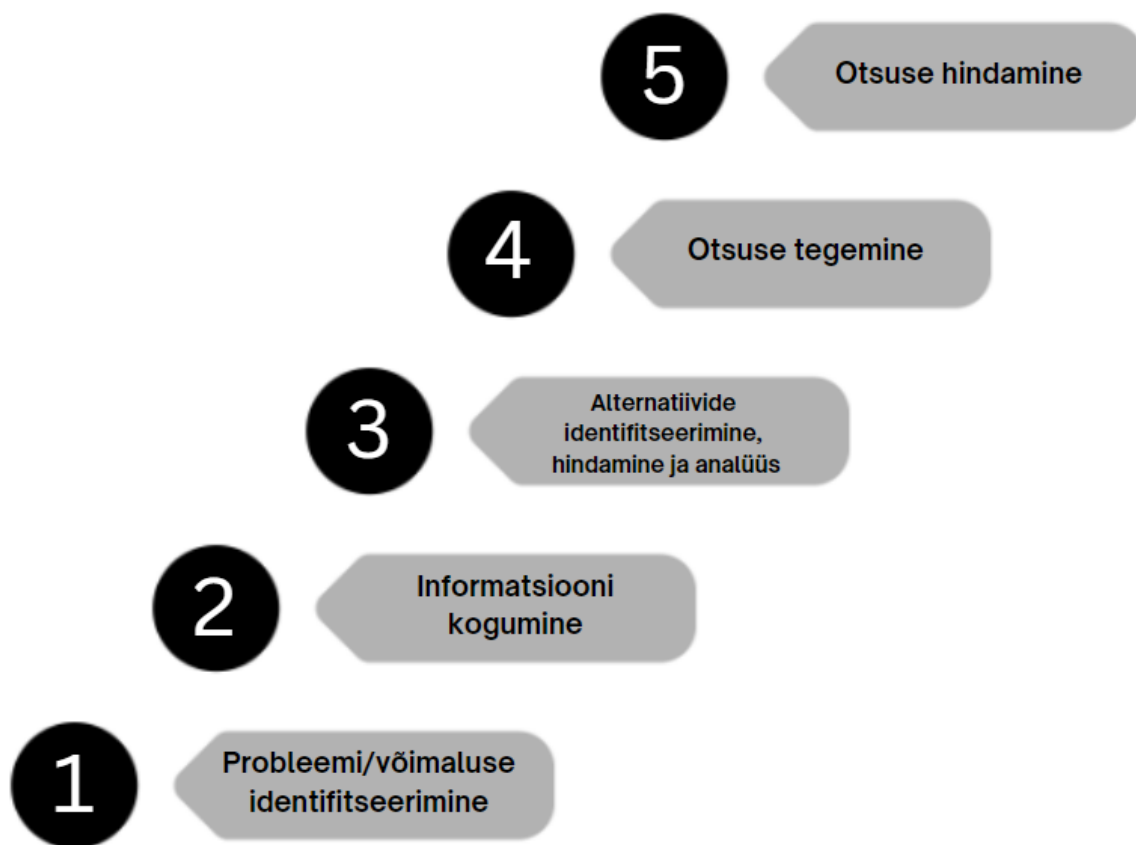 5
Otsuse hindamine
4
Otsuse tegemine
3
Alternatiivide
identifitseerimine,
hindamine ja analüüs
2
Informatsiooni
kogumine
1
Probleemi/võimaluse
identifitseerimine